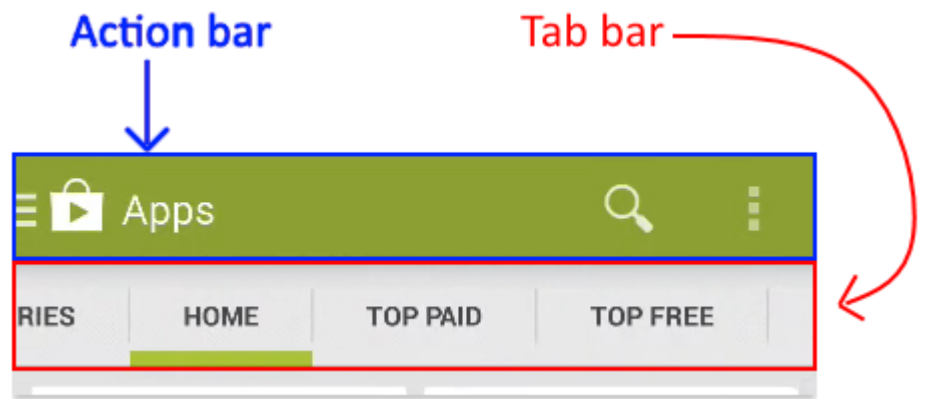 Action bar
Tab bar
Apps
RIES
HOME
TOP PAID
TOP FREE